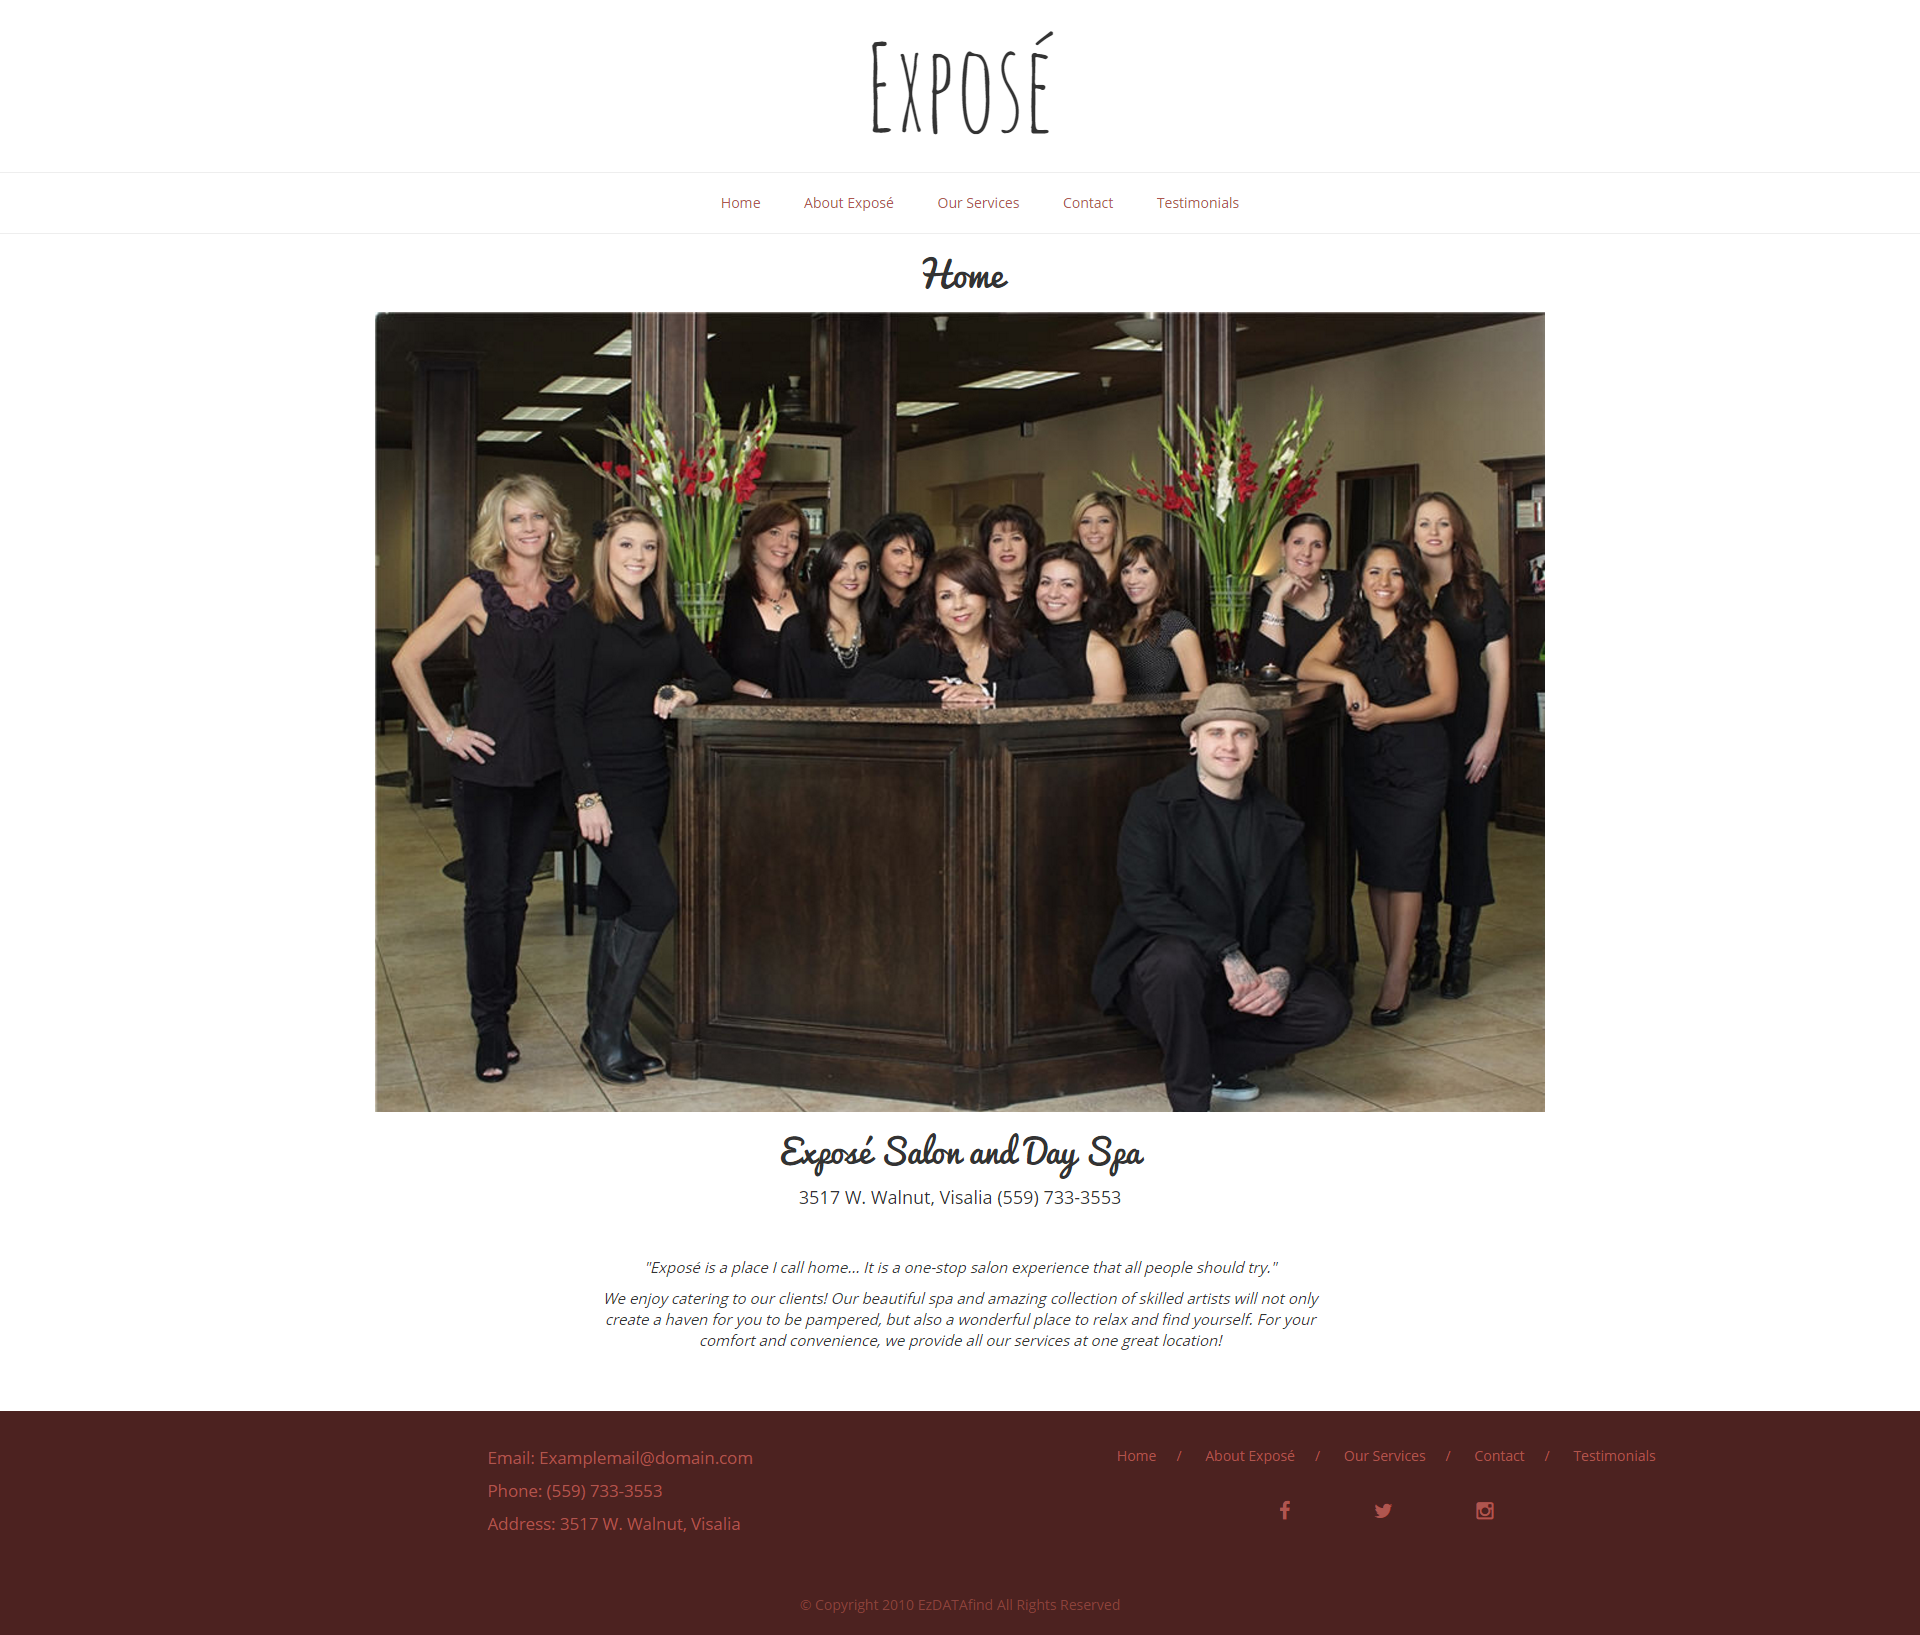 Exposé
Home About Exposé Our Services Contact Testimonials
Home
Exposé Salon and Day Spa
3517 W. Walnut, Visalia (559) 733-3553
"Exposé is a place I call home... It is a one-stop salon experience that all people should try."
We enjoy catering to our clients! Our beautiful spa and amazing collection of skilled artists will not only
create a haven for you to be pampered, but also a wonderful place to relax and find yourself. For your
comfort and convenience, we provide all our services at one great location!
Email: Examplemail@domain.com
Phone: (559) 733-3553
Address: 3517 W. Walnut, Visalia
Home / About Exposé / Our Services / Contact / Testimonials
© Copyright 2010 EzDATAfind All Rights Reserved